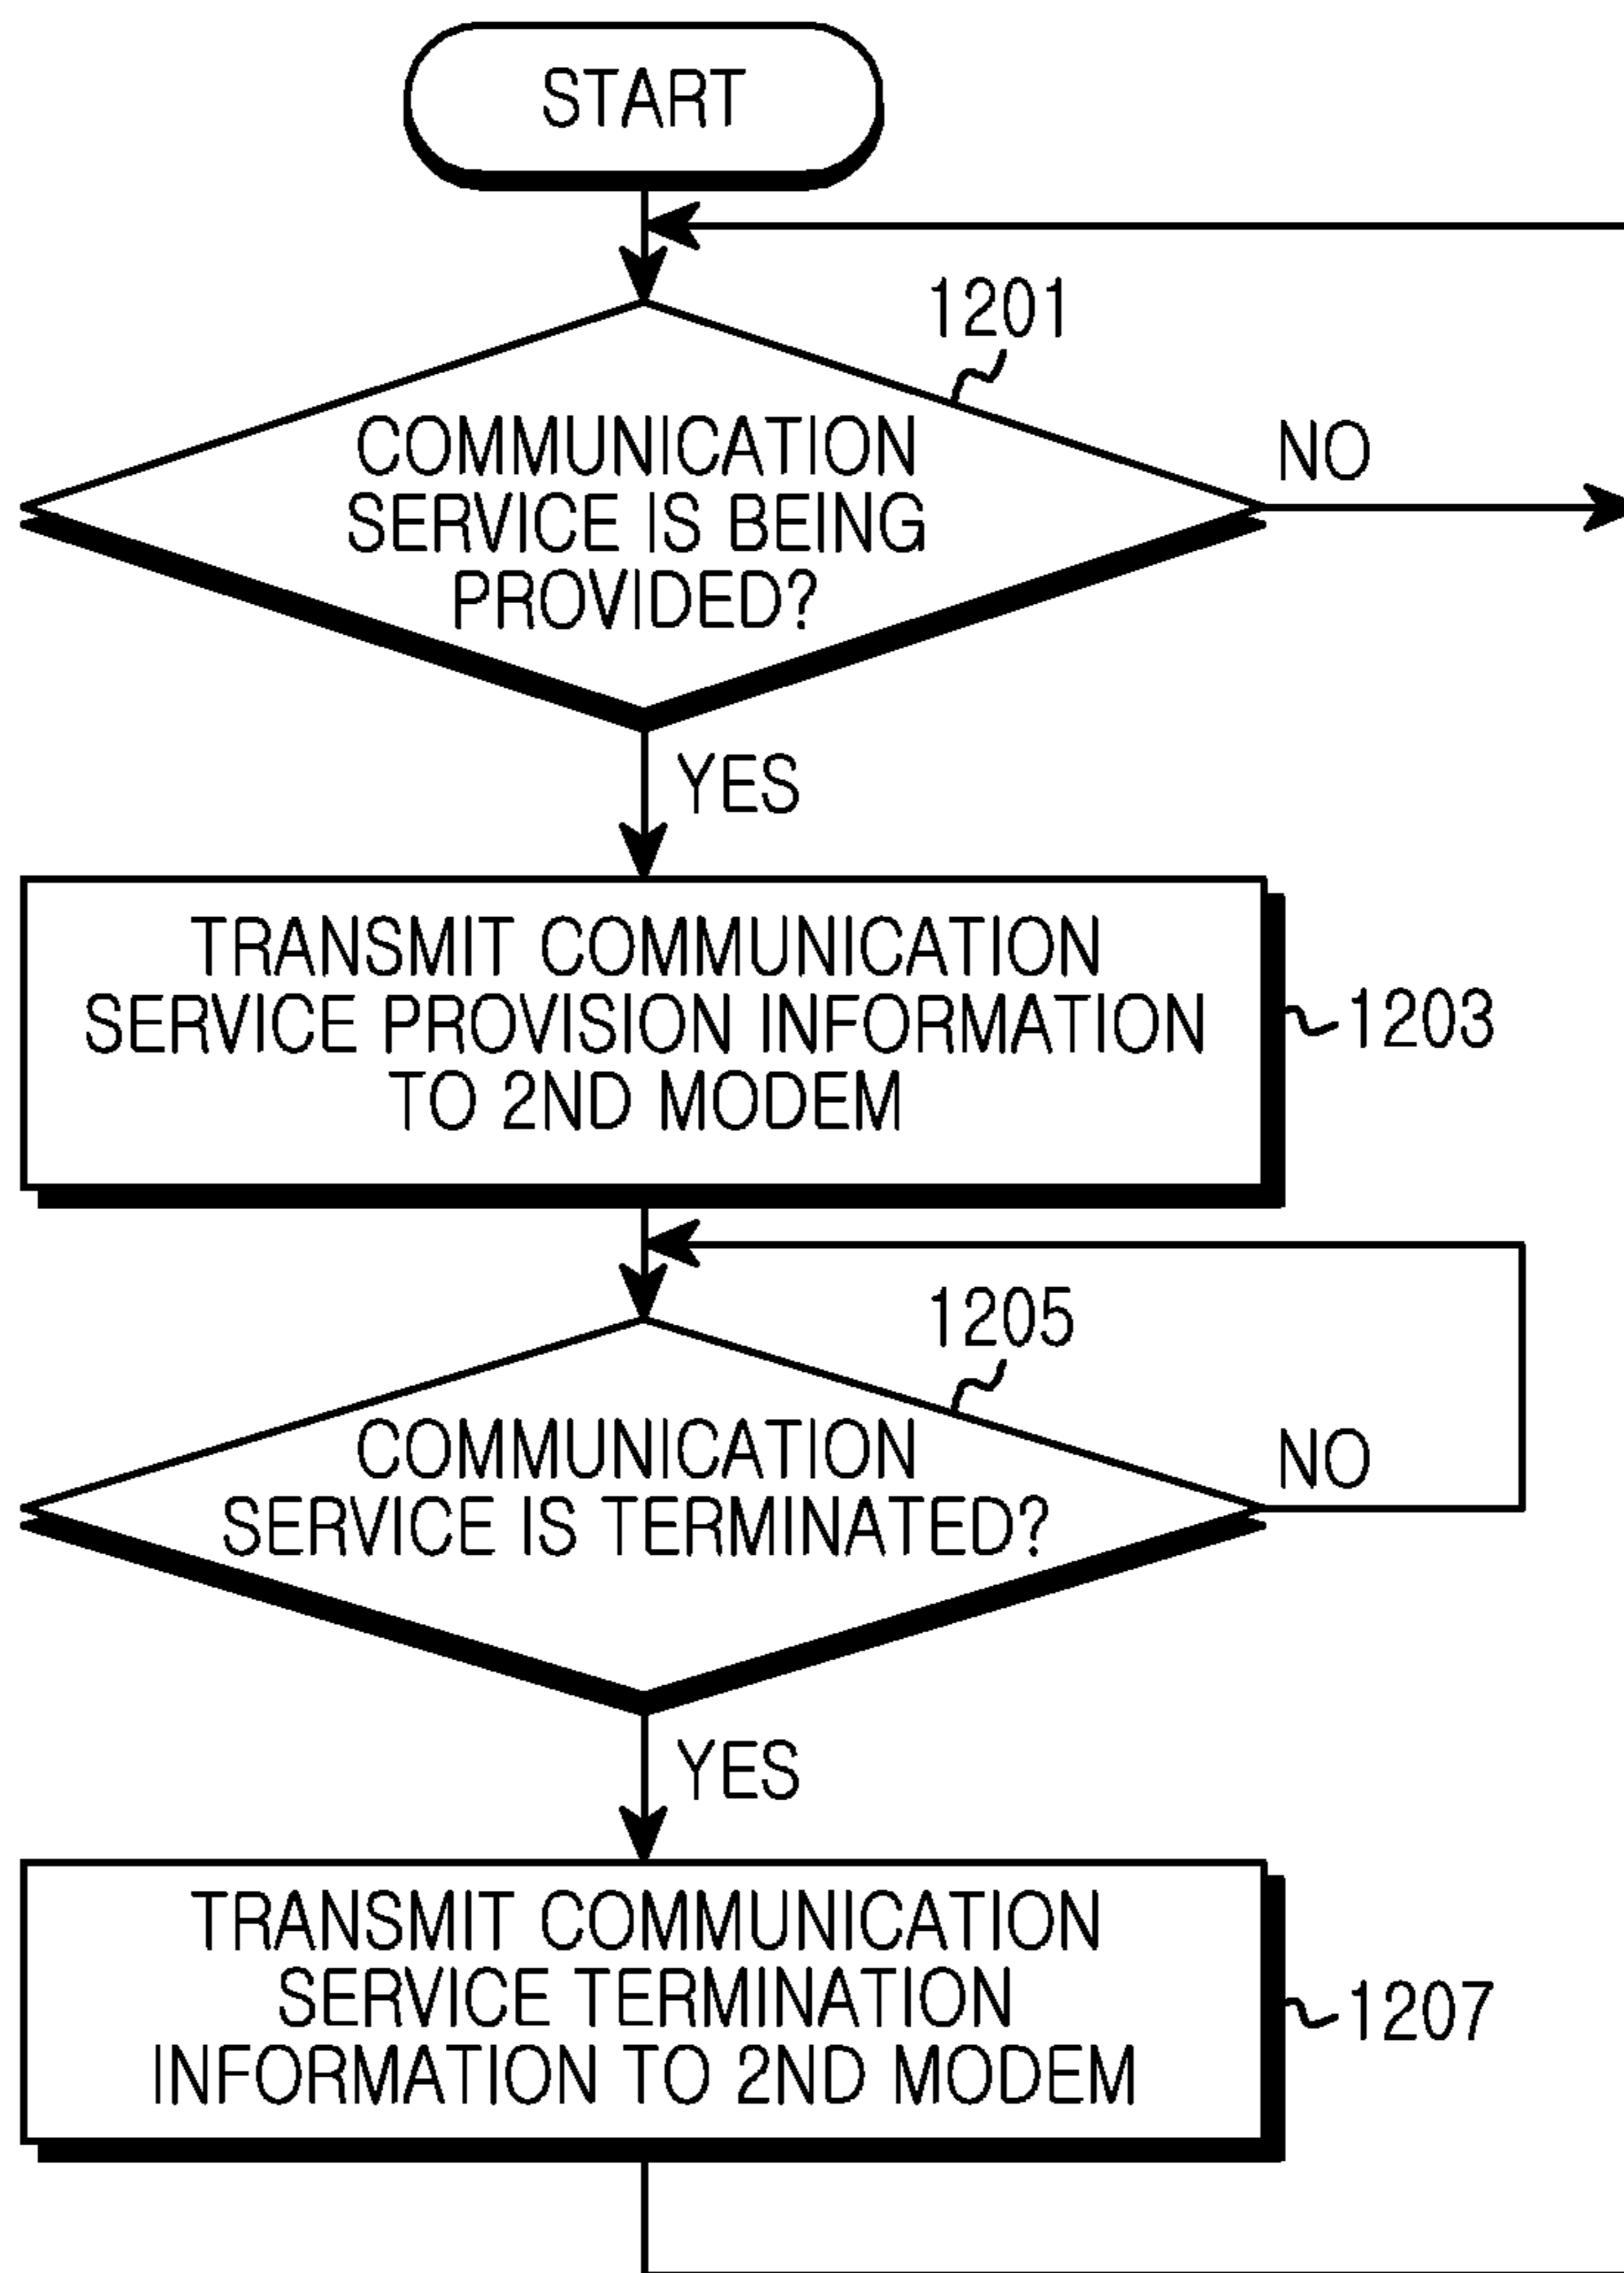 START
1201
COMMUNICATION
SERVICE IS BEING
PROVIDED?
NO
YES
TRANSMIT COMMUNICATION
SERVICE PROVISION INFORMATION
TO 2ND MODEM
1203
1205
COMMUNICATION
SERVICE IS TERMINATED?
NO
YES
TRANSMIT COMMUNICATION
SERVICE TERMINATION
INFORMATION TO 2ND MODEM
1207